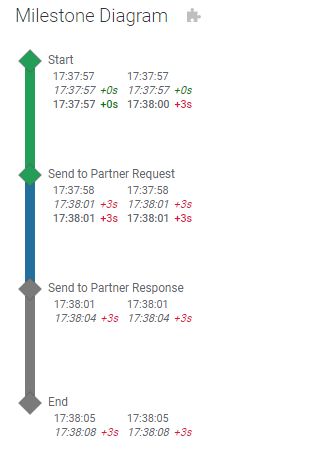 Milestone Diagram
Start
17:37:57 17:37:57
17:37:57 +0s 17:37:57 +0s
17:37:57 +0s 17:38:00 +3s
Send to Partner Request
17:37:58 17:37:58
17:38:01 +3s 17:38:01 +3s
17:38:01 +3s 17:38:01 +3s
Send to Partner Response
17:38:01 17:38:01
17:38:04 +3s 17:38:04 +3s
End
17:38:05 17:38:05
17:38:08 +3s 17:38:08 +3s